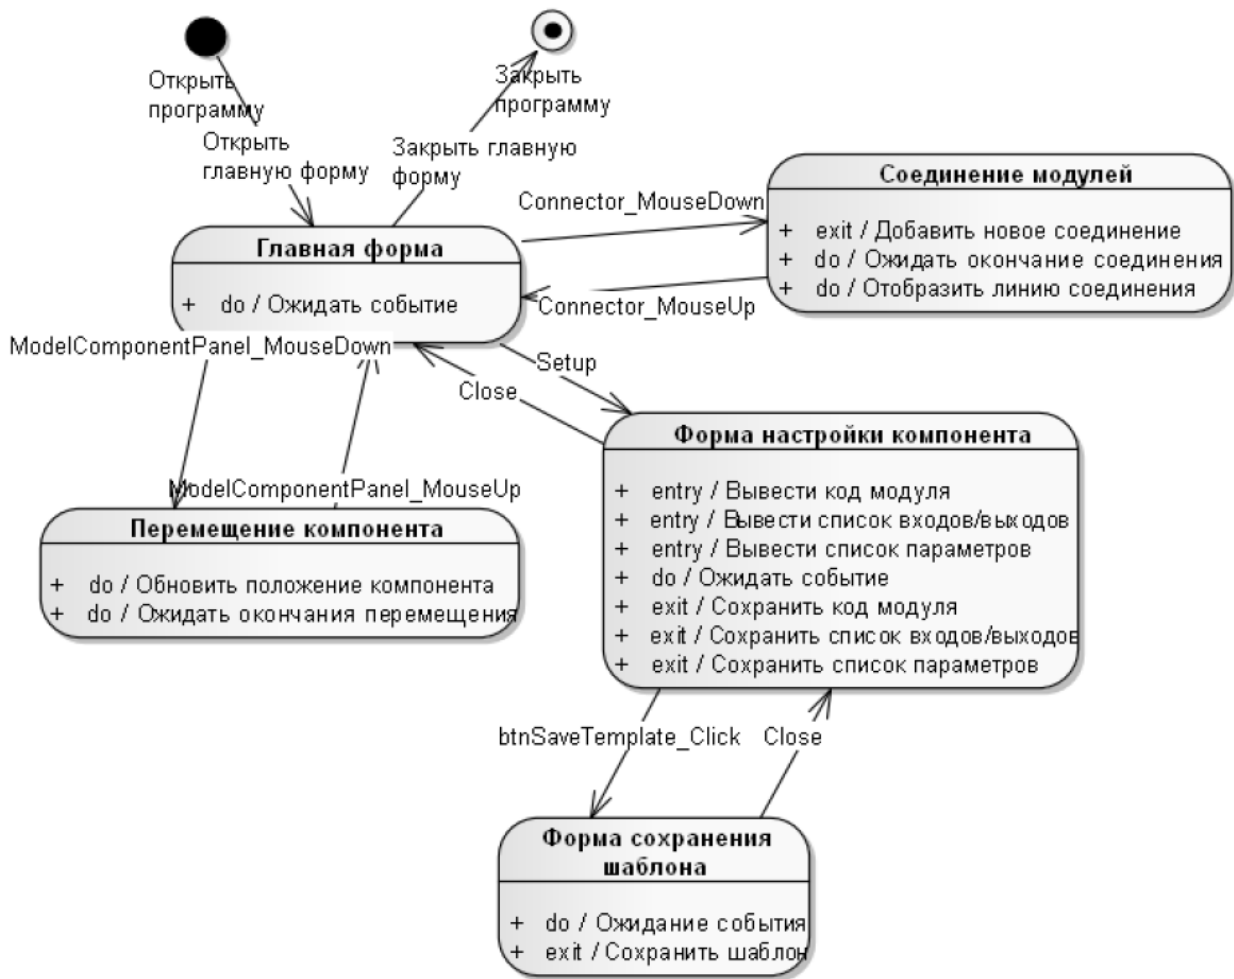 Открыть
программу
Закрыть
программу
Открыть
главную форму
Закрыть главную
форму
Connector_MouseDown
Соединение модулей
+ exit / Добавить новое соединение
+ do / Ожидать окончание соединения
+ do / Отобразить линию соединения
Главная форма
+ do / Ожидать событие
Connector_MouseUp
ModelComponentPanel_MouseDown
Setup
Close
Форма настройки компонента
+ entry / Вывести код модуля
+ entry / Вывести список входов/выходов
+ entry / Вывести список параметров
+ do / Ожидать событие
+ exit / Сохранить код модуля
+ exit / Сохранить список входов/выходов
+ exit / Сохранить список параметров
ModelComponentPanel_MouseUp
Перемещение компонента
+ do / Обновить положение компонента
+ do / Ожидать окончания перемещения
btnSaveTemplate_Click
Close
Форма сохранения
шаблона
+ do / Ожидание события
+ exit / Сохранить шаблон